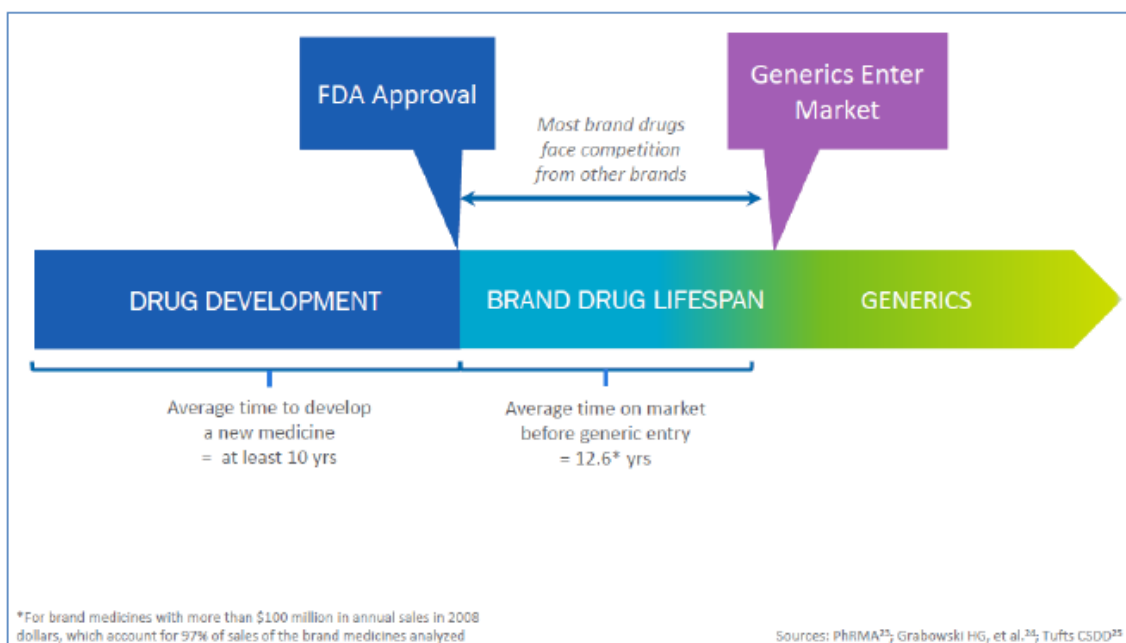 FDA Approval
Most brand drugs
face competition
from other brands
Generics Enter
Market
DRUG DEVELOPMENT
BRAND DRUG LIFESPAN
GENERICS
Average time to develop
a new medicine
= at least 10 yrs
Average time on market
before generic entry
= 12.6* yrs
*For brand medicines with more than $100 million in annual sales in 2008
dollars, which account for 97% of sales of the brand medicines analyzed
Sources: PhRMA²³; Grabowski HG, et al.²⁴; Tufts CSDD²⁵